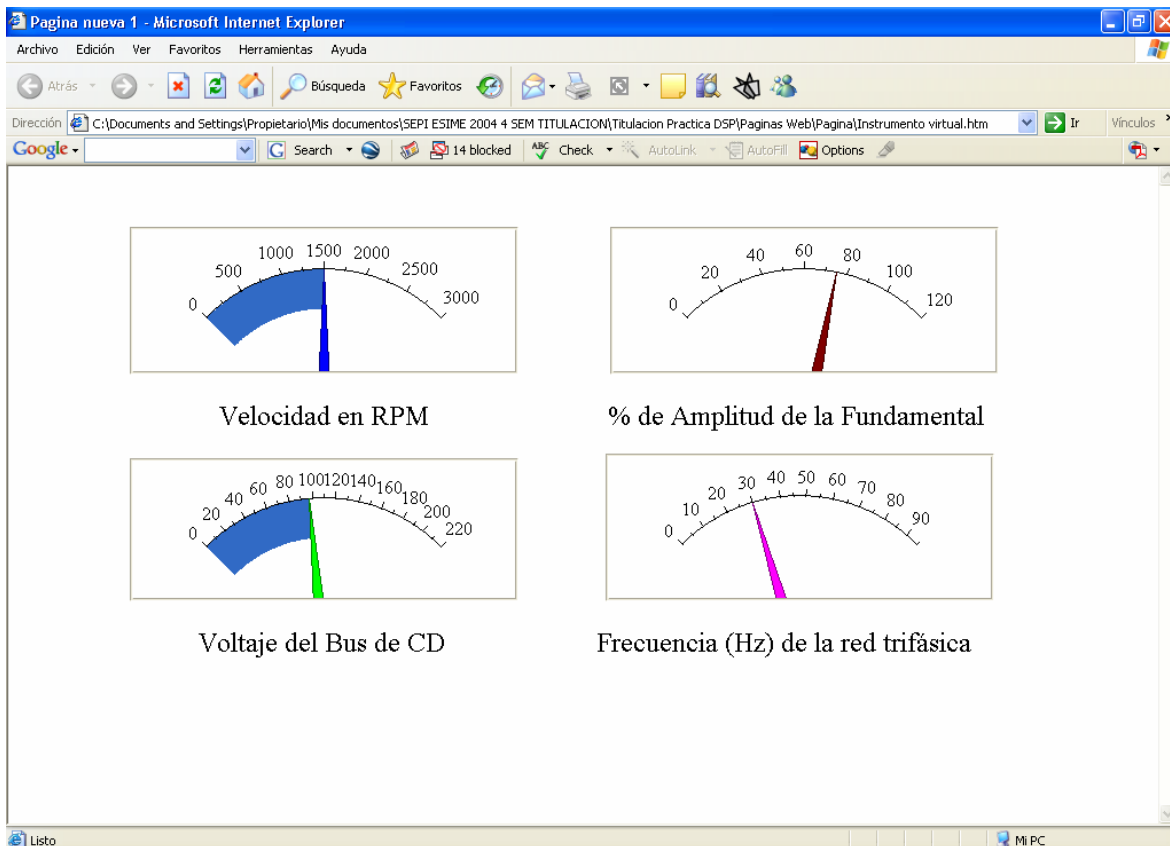 Pagina nueva 1 - Microsoft Internet Explorer
Archivo Edición Ver Favoritos Herramientas Ayuda
Atrás Búsqueda Favoritos
Dirección C:\Documents and Settings\Propietario\Mis documentos\SEPI ESIME 2004 4 SEM TITULACION\Titulacion Practica DSP\Paginas Web\Pagina\Instrumento virtual.htm Ir Vínculos »
Google G Search 14 blocked ABC Check AutoLink AutoFill Options
0 500 1000 1500 2000 2500 3000
Velocidad en RPM
0 20 40 60 80 100 120
% de Amplitud de la Fundamental
0 20 40 60 80 100 120 140 160 180 200 220
Voltaje del Bus de CD
0 10 20 30 40 50 60 70 80 90
Frecuencia (Hz) de la red trifásica
Listo Mi PC